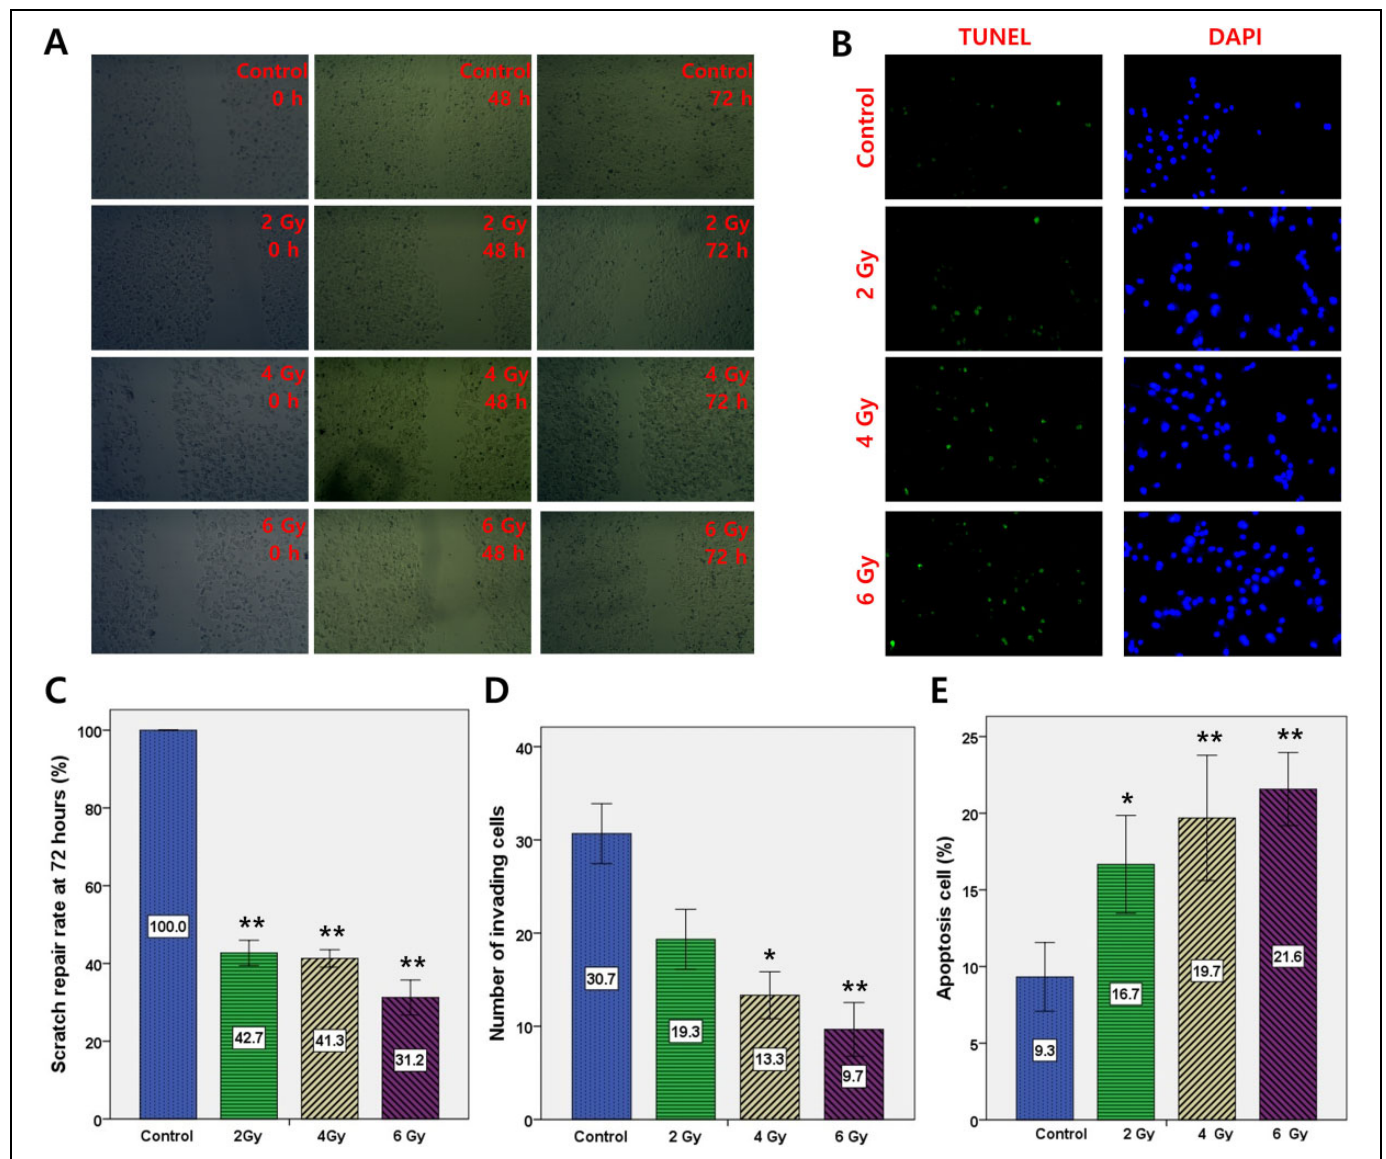 A
B
TUNEL
DAPI
Control
0 h
Control
48 h
Control
72 h
Control
2 Gy
0 h
2 Gy
48 h
2 Gy
72 h
2 Gy
4 Gy
0 h
4 Gy
48 h
4 Gy
72 h
4 Gy
6 Gy
0 h
6 Gy
48 h
6 Gy
72 h
6 Gy
C
Scratch repair rate at 72 hours (%)
100
80
60
40
20
0
100.0
**
42.7
**
41.3
**
31.2
Control
2Gy
4Gy
6 Gy
D
Number of invading cells
40
30
20
10
0
30.7
19.3
*
13.3
**
9.7
Control
2 Gy
4 Gy
6 Gy
E
Apoptosis cell (%)
25
20
15
10
5
0
9.3
*
16.7
**
19.7
**
21.6
Control
2 Gy
4 Gy
6 Gy